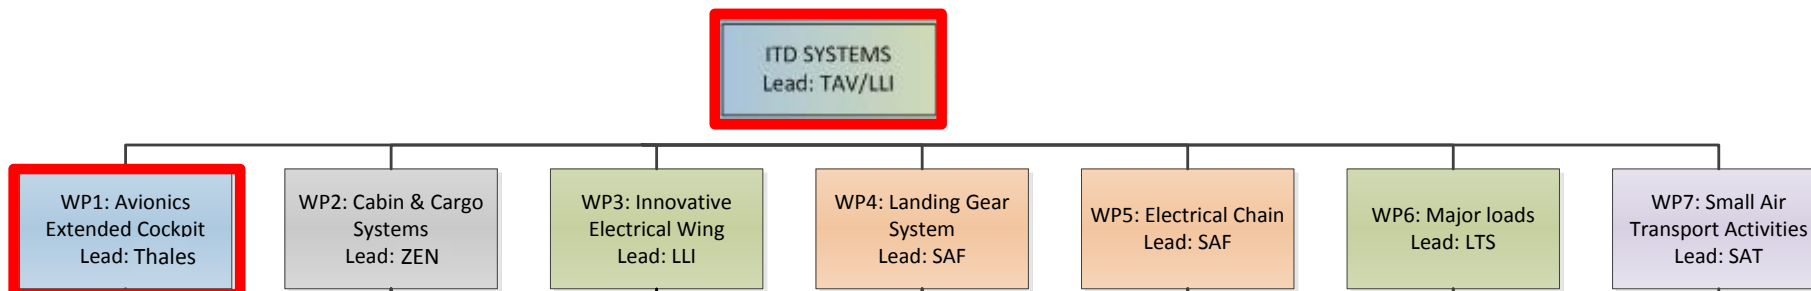 ITD SYSTEMS
Lead: TAV/LLI
WP1: Avionics
Extended Cockpit
Lead: Thales
WP2: Cabin & Cargo
Systems
Lead: ZEN
WP3: Innovative
Electrical Wing
Lead: LLI
WP4: Landing Gear
System
Lead: SAF
WP5: Electrical Chain
Lead: SAF
WP6: Major loads
Lead: LTS
WP7: Small Air
Transport Activities
Lead: SAT